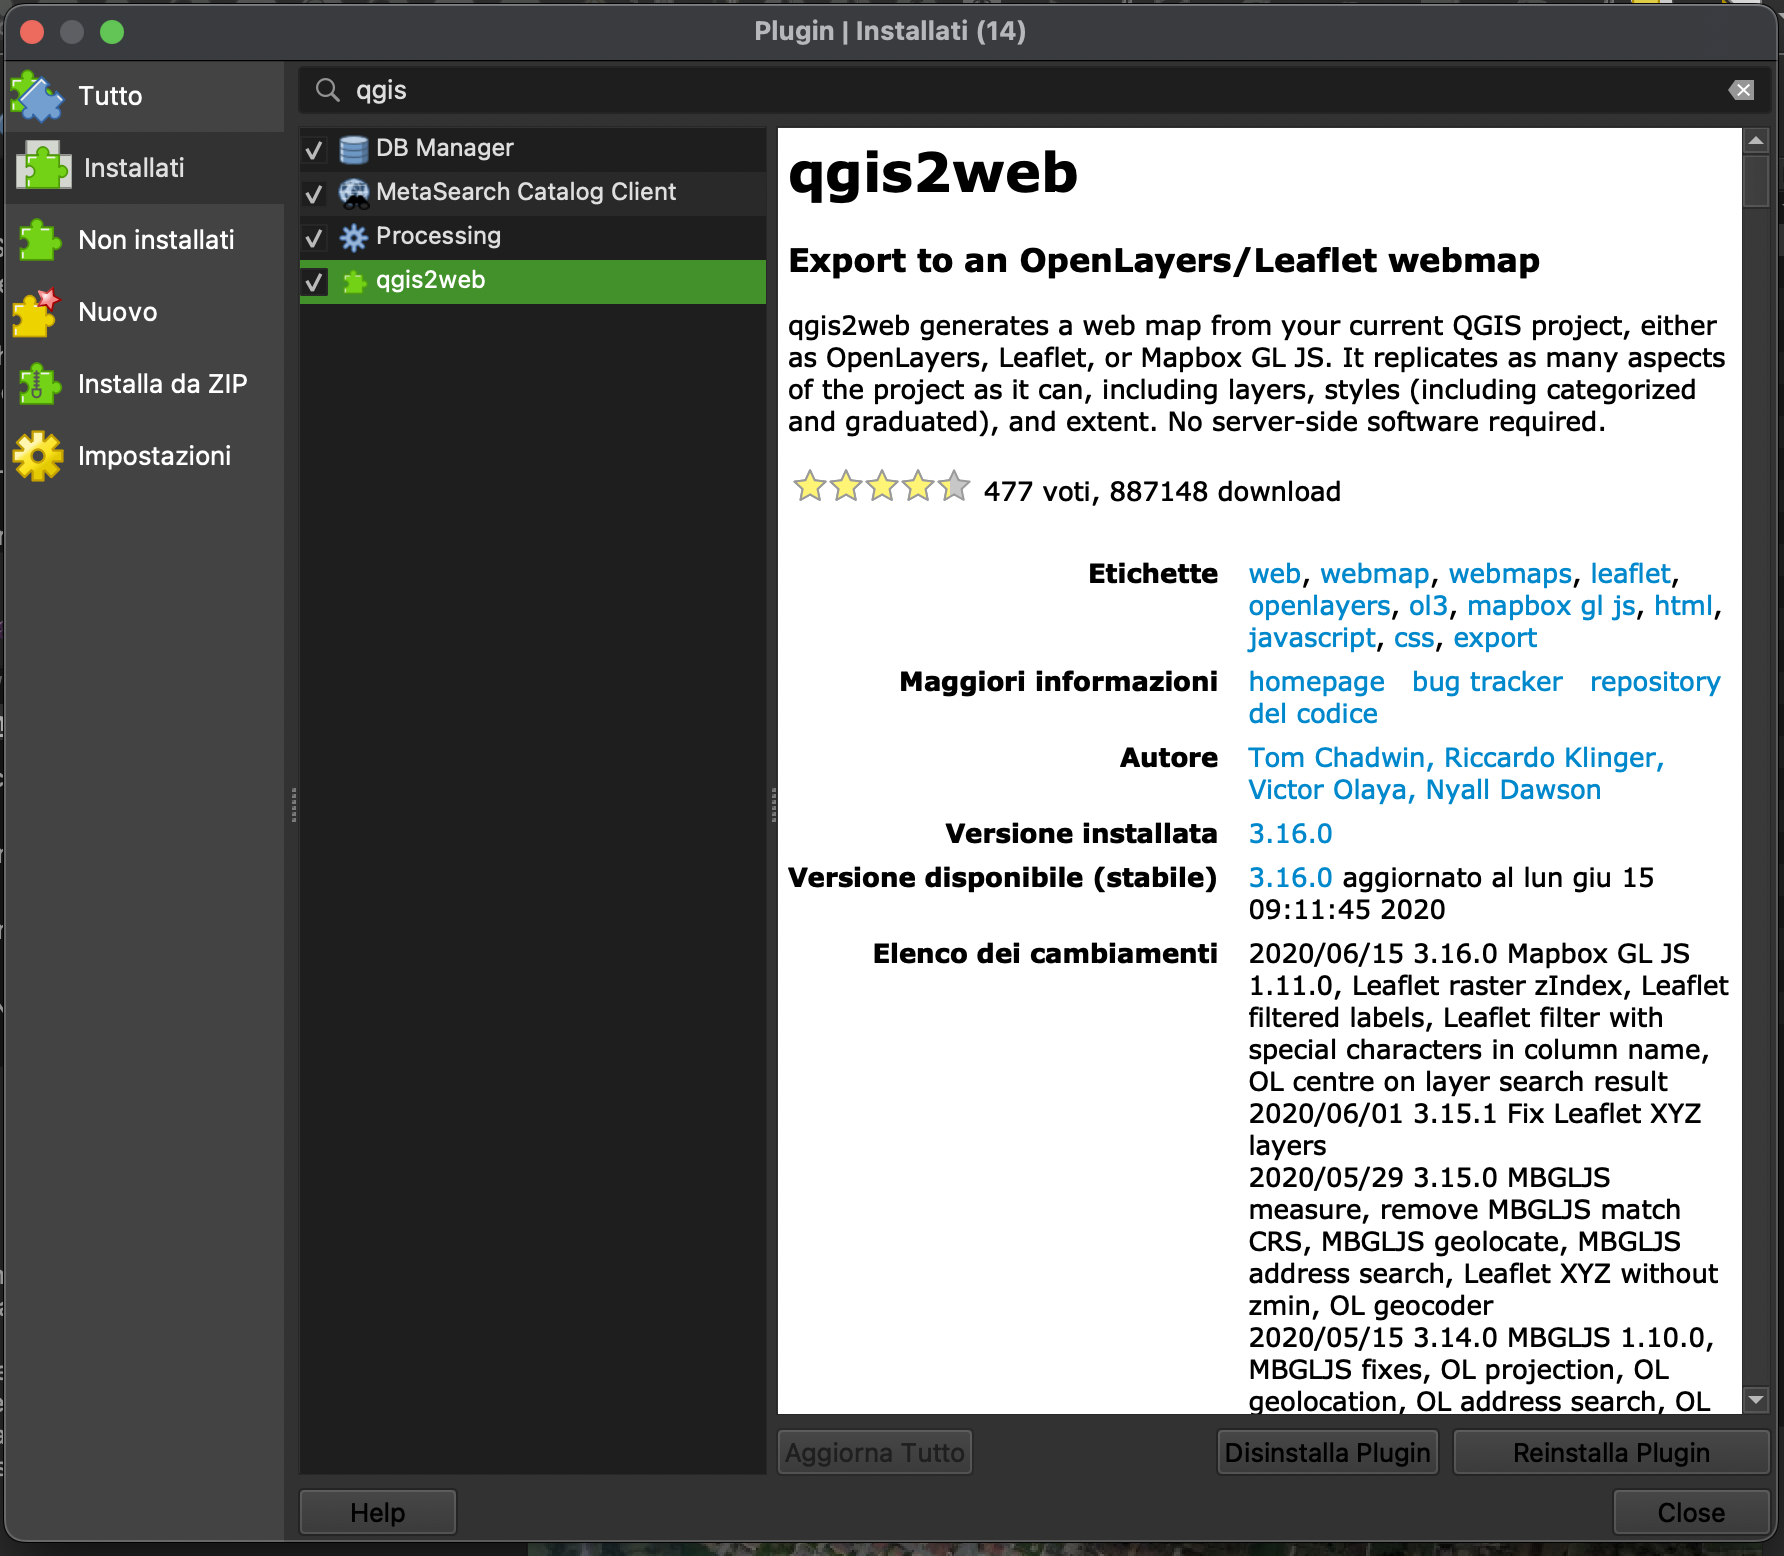 Plugin | Installati (14)
Tutto
Installati
Non installati
Nuovo
Installa da ZIP
Impostazioni
qgis
DB Manager
MetaSearch Catalog Client
Processing
qgis2web
qgis2web
Export to an OpenLayers/Leaflet webmap
qgis2web generates a web map from your current QGIS project, either
as OpenLayers, Leaflet, or Mapbox GL JS. It replicates as many aspects
of the project as it can, including layers, styles (including categorized
and graduated), and extent. No server-side software required.
477 voti, 887148 download
Etichette web, webmap, webmaps, leaflet,
openlayers, ol3, mapbox gl js, html,
javascript, css, export
Maggiori informazioni homepage bug tracker repository
del codice
Autore Tom Chadwin, Riccardo Klinger,
Victor Olaya, Nyall Dawson
Versione installata 3.16.0
Versione disponibile (stabile) 3.16.0 aggiornato al lun giu 15
09:11:45 2020
Elenco dei cambiamenti 2020/06/15 3.16.0 Mapbox GL JS
1.11.0, Leaflet raster zIndex, Leaflet
filtered labels, Leaflet filter with
special characters in column name,
OL centre on layer search result
2020/06/01 3.15.1 Fix Leaflet XYZ
layers
2020/05/29 3.15.0 MBGLJS
measure, remove MBGLJS match
CRS, MBGLJS geolocate, MBGLJS
address search, Leaflet XYZ without
zmin, OL geocoder
2020/05/15 3.14.0 MBGLJS 1.10.0,
MBGLJS fixes, OL projection, OL
geolocation, OL address search, OL
Aggiorna Tutto
Disinstalla Plugin
Reinstalla Plugin
Help
Close